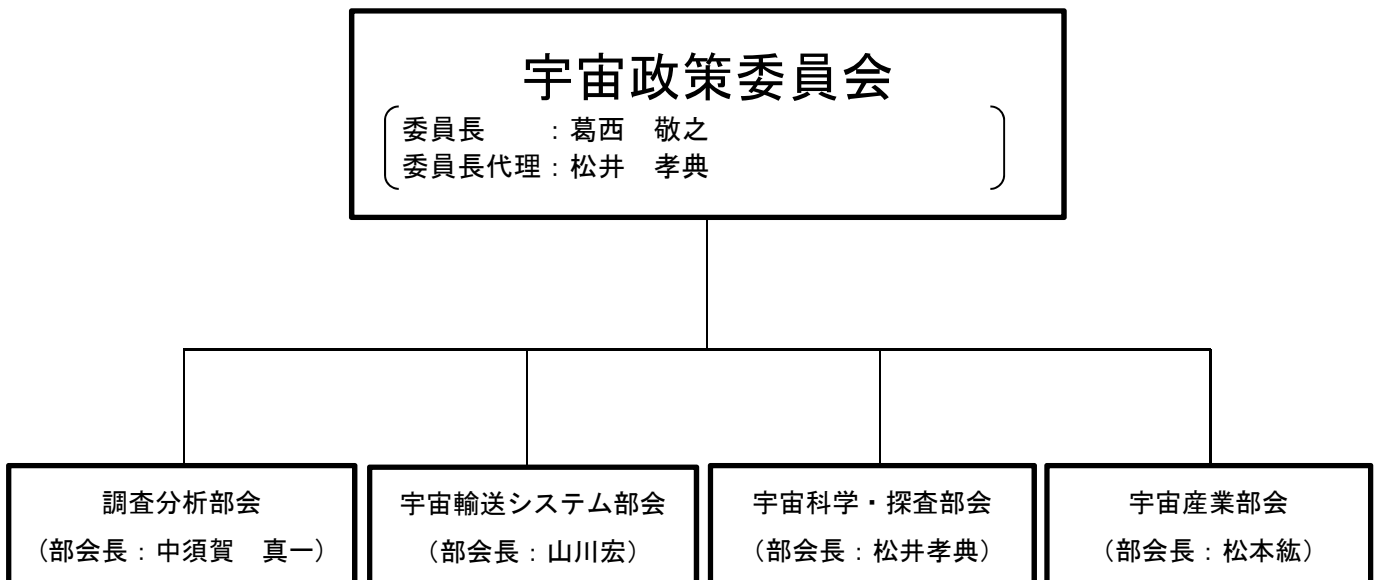 宇宙政策委員会
委員長　　：葛西　敬之
委員長代理：松井　孝典
調査分析部会
（部会長：中須賀　真一）
宇宙輸送システム部会
（部会長：山川宏）
宇宙科学・探査部会
（部会長：松井孝典）
宇宙産業部会
（部会長：松本紘）